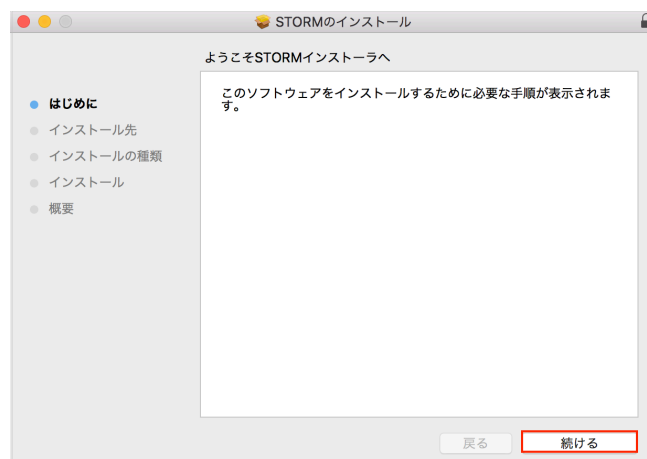 STORMのインストール
ようこそSTORMインストーラへ
はじめに
インストール先
インストールの種類
インストール
概要
このソフトウェアをインストールするために必要な手順が表示されま
す。
戻る
続ける